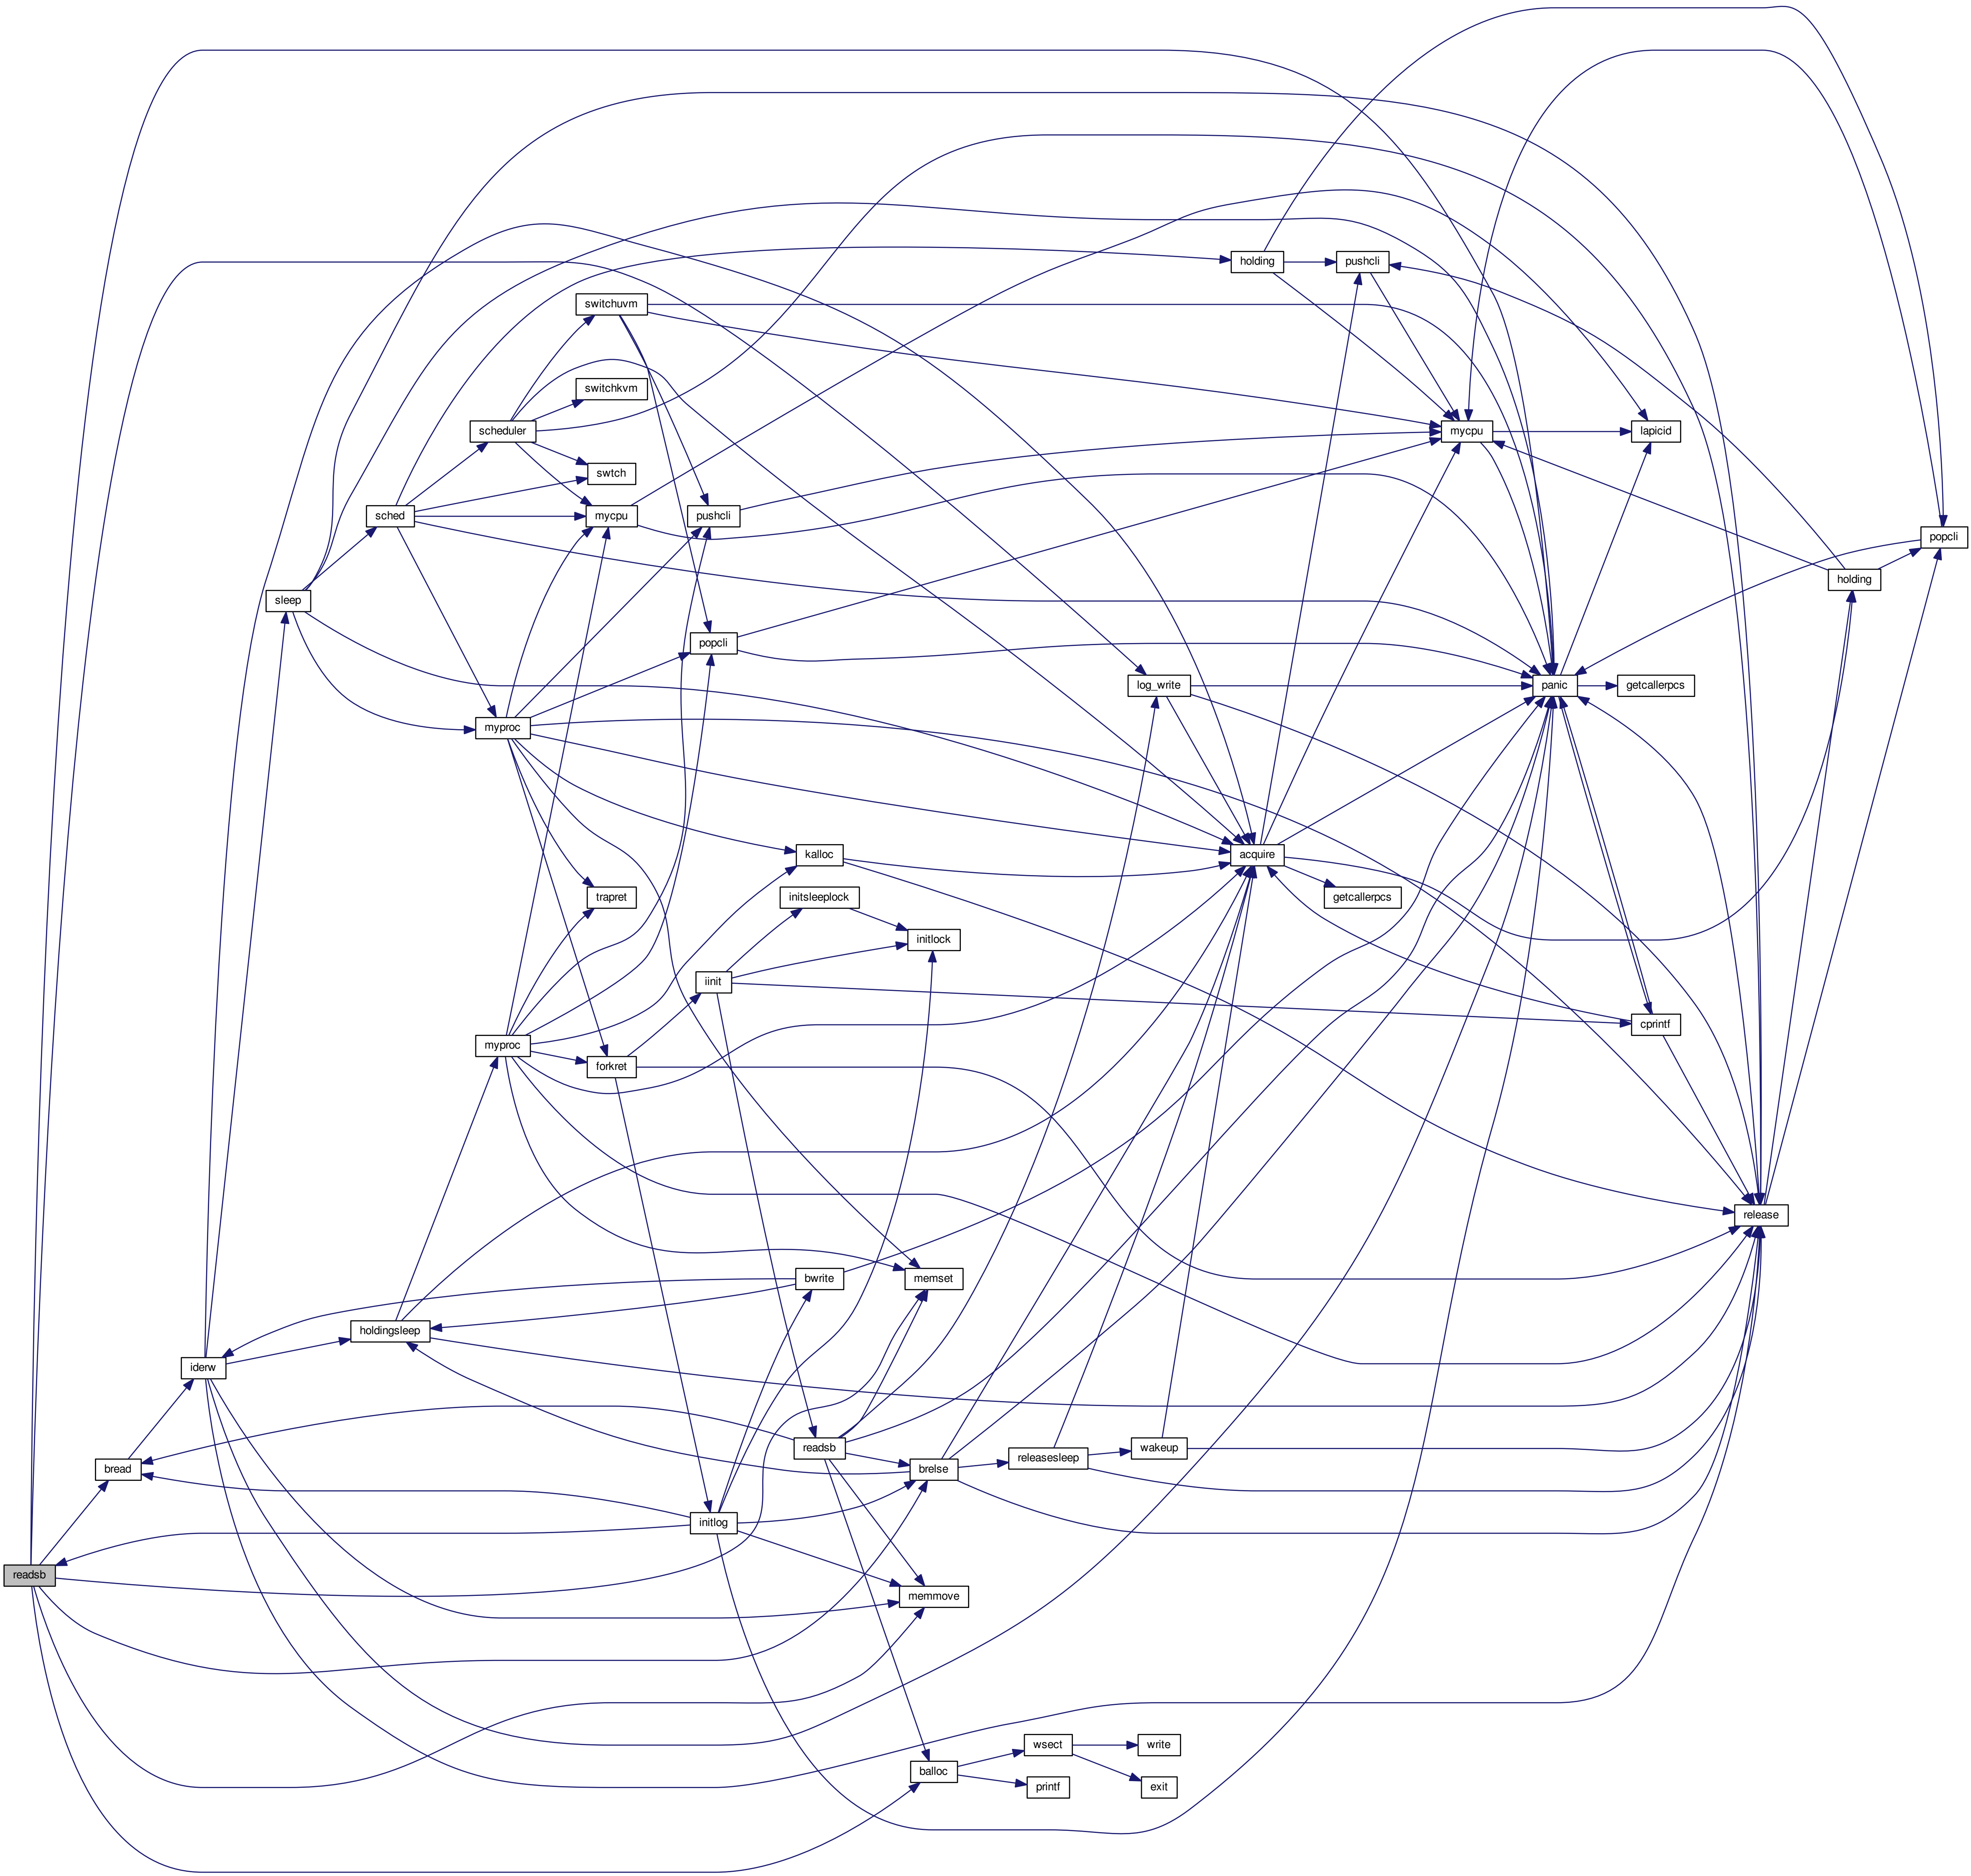 holding
pushcli
switchuvm
switchkvm
scheduler
mycpu
lapicid
swtch
sched
mycpu
pushcli
popcli
holding
sleep
popcli
log_write
panic
getcallerpcs
myproc
kalloc
acquire
trapret
initsleeplock
getcallerpcs
initlock
iinit
cprintf
myproc
forkret
release
bwrite
memset
holdingsleep
iderw
readsb
wakeup
releasesleep
bread
brelse
initlog
readsb
memmove
wsect
write
balloc
printf
exit